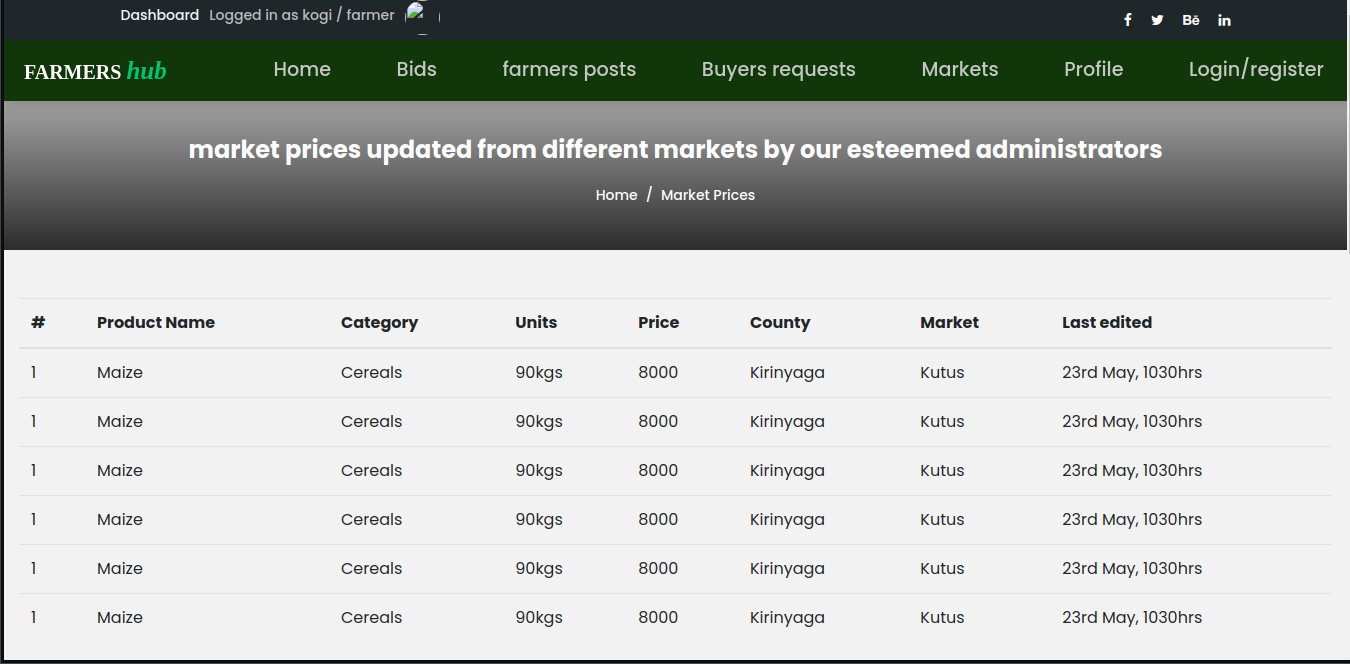 Dashboard Logged in as kogi / farmer Bē in
FARMERS hub Home Bids farmers posts Buyers requests Markets Profile Login/register
market prices updated from different markets by our esteemed administrators
Home / Market Prices
# Product Name Category Units Price County Market Last edited
1 Maize Cereals 90kgs 8000 Kirinyaga Kutus 23rd May, 1030hrs
1 Maize Cereals 90kgs 8000 Kirinyaga Kutus 23rd May, 1030hrs
1 Maize Cereals 90kgs 8000 Kirinyaga Kutus 23rd May, 1030hrs
1 Maize Cereals 90kgs 8000 Kirinyaga Kutus 23rd May, 1030hrs
1 Maize Cereals 90kgs 8000 Kirinyaga Kutus 23rd May, 1030hrs
1 Maize Cereals 90kgs 8000 Kirinyaga Kutus 23rd May, 1030hrs